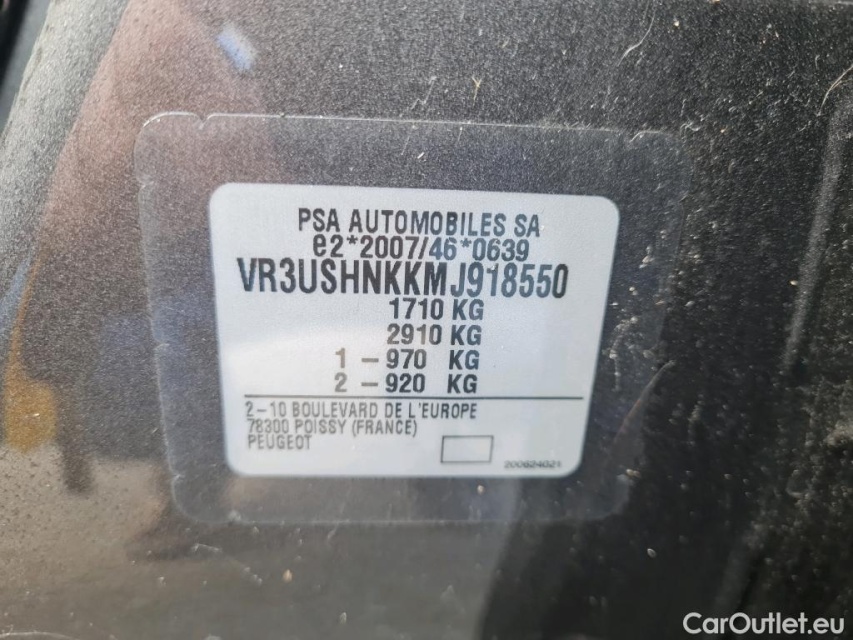 PSA AUTOMOBILES SA
e2*2007/46*0639
VR3USHNKKMJ918550
1710 KG
2910 KG
1 - 970 KG
2 - 920 KG
2-10 BOULEVARD DE L'EUROPE
78300 POISSY (FRANCE)
PEUGEOT
200624021
CarOutlet.eu